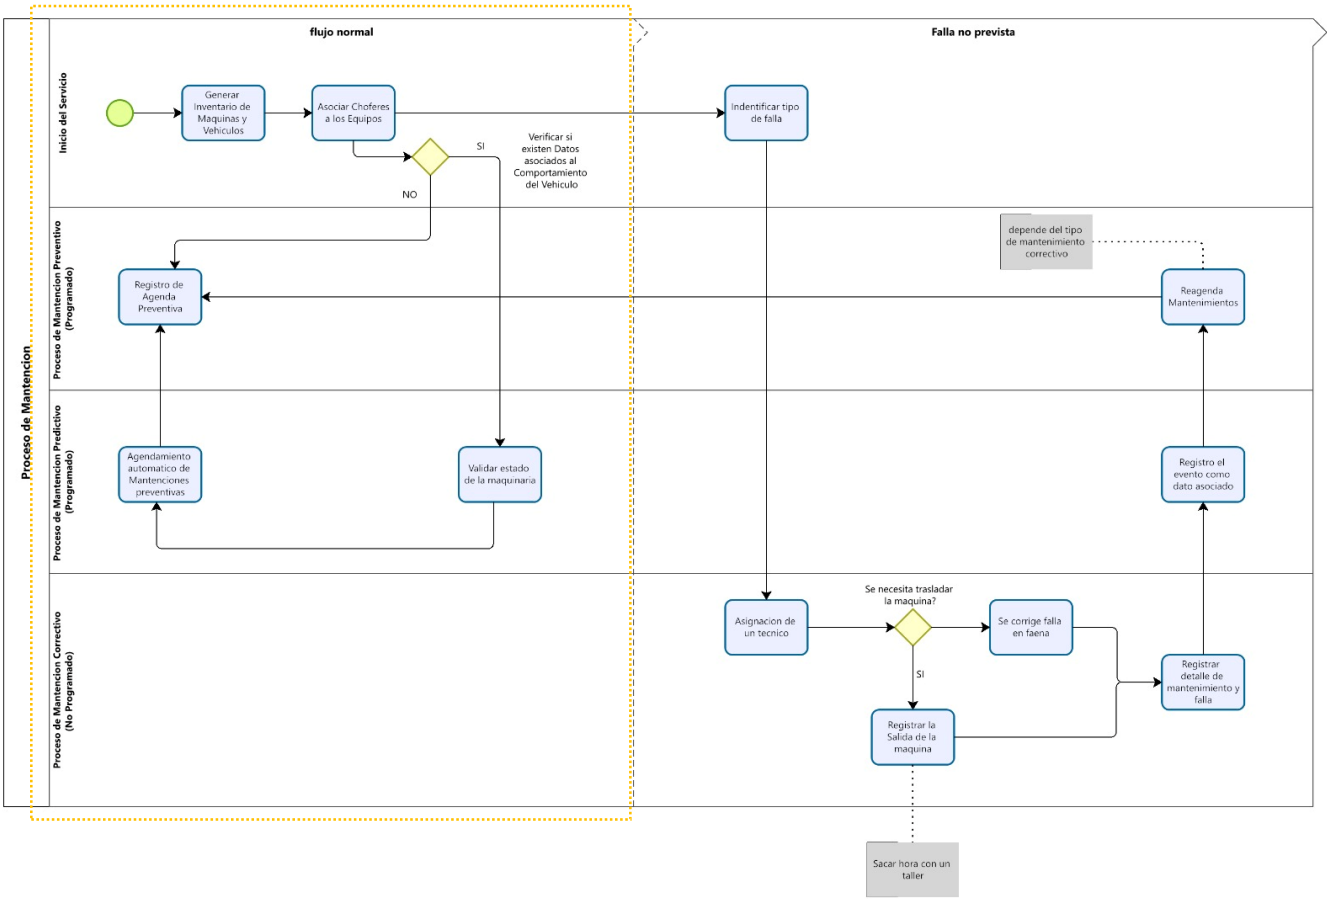 flujo normal
Falla no prevista
Proceso de Mantencion
Inicio del Servicio
Generar
Inventario de
Maquinas y
Vehiculos
Asociar Choferes
a los Equipos
Indentificar tipo
de falla
SI
Verificar si
existen Datos
asociados al
Comportamiento
del Vehiculo
NO
Proceso de Mantencion Preventivo
(Programado)
depende del tipo
de mantenimiento
correctivo
Registro de
Agenda
Preventiva
Reagenda
Mantenimientos
Proceso de Mantencion Predictivo
(Programado)
Agendamiento
automatico de
Mantenciones
preventivas
Validar estado
de la maquinaria
Registro el
evento como
dato asociado
Proceso de Mantencion Correctivo
(No Programado)
Se necesita trasladar
la maquina?
Asignacion de
un tecnico
Se corrige falla
en faena
SI
Registrar
detalle de
mantenimiento y
falla
Registrar la
Salida de la
maquina
Sacar hora con un
taller